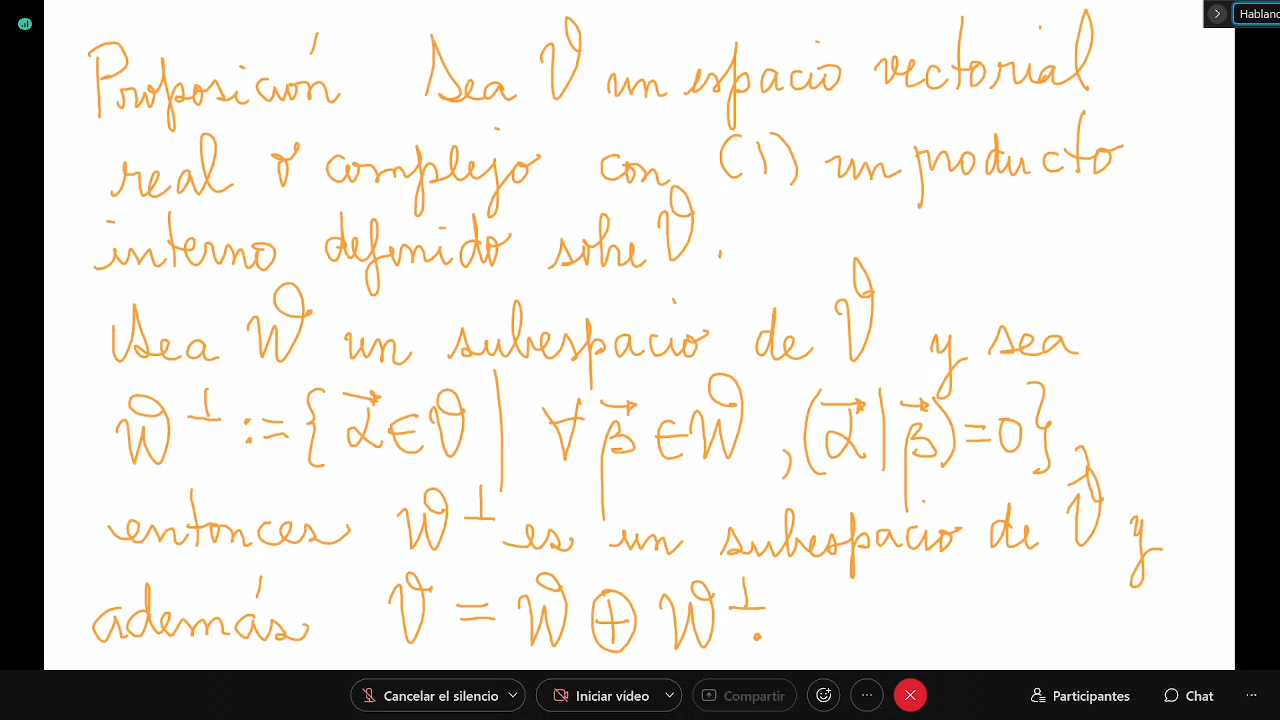 Hablando
Proposición Sea V un espacio vectorial
real o complejo con ( | ) un producto
interno definido sobre V.
Sea W un subespacio de V y sea
W^⊥ := {α⃗ ∈ V | ∀ β⃗ ∈ W, (α⃗ | β⃗) = 0},
entonces W^⊥ es un subespacio de V y
además V = W ⊕ W^⊥.
Cancelar el silencio Iniciar vídeo Compartir Participantes Chat